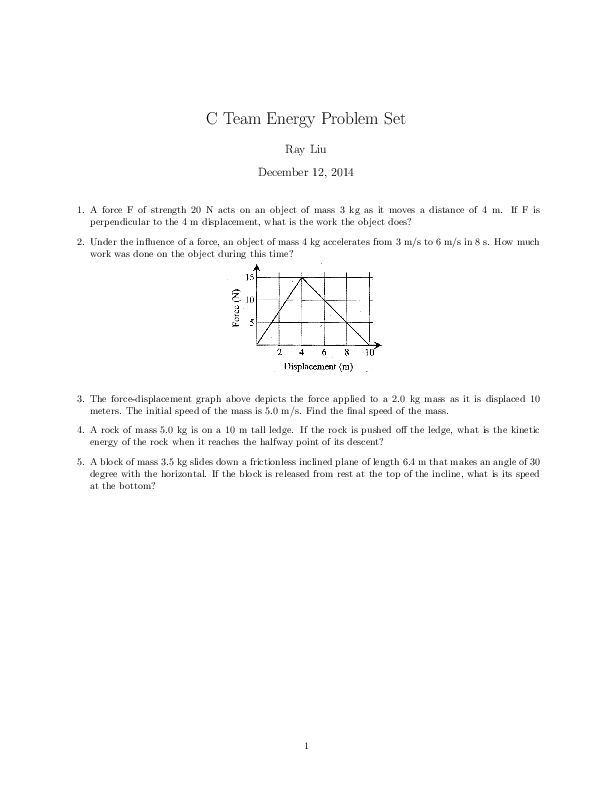 C Team Energy Problem Set
Ray Liu
December 12, 2014
1. A force F of strength 20 N acts on an object of mass 3 kg as it moves a distance of 4 m. If F is
perpendicular to the 4 m displacement, what is the work the object does?
2. Under the influence of a force, an object of mass 4 kg accelerates from 3 m/s to 6 m/s in 8 s. How much
work was done on the object during this time?
15
10
5
Force (N)
2 4 6 8 10
Displacement (m)
3. The force-displacement graph above depicts the force applied to a 2.0 kg mass as it is displaced 10
meters. The initial speed of the mass is 5.0 m/s. Find the final speed of the mass.
4. A rock of mass 5.0 kg is on a 10 m tall ledge. If the rock is pushed off the ledge, what is the kinetic
energy of the rock when it reaches the halfway point of its descent?
5. A block of mass 3.5 kg slides down a frictionless inclined plane of length 6.4 m that makes an angle of 30
degree with the horizontal. If the block is released from rest at the top of the incline, what is its speed
at the bottom?
1